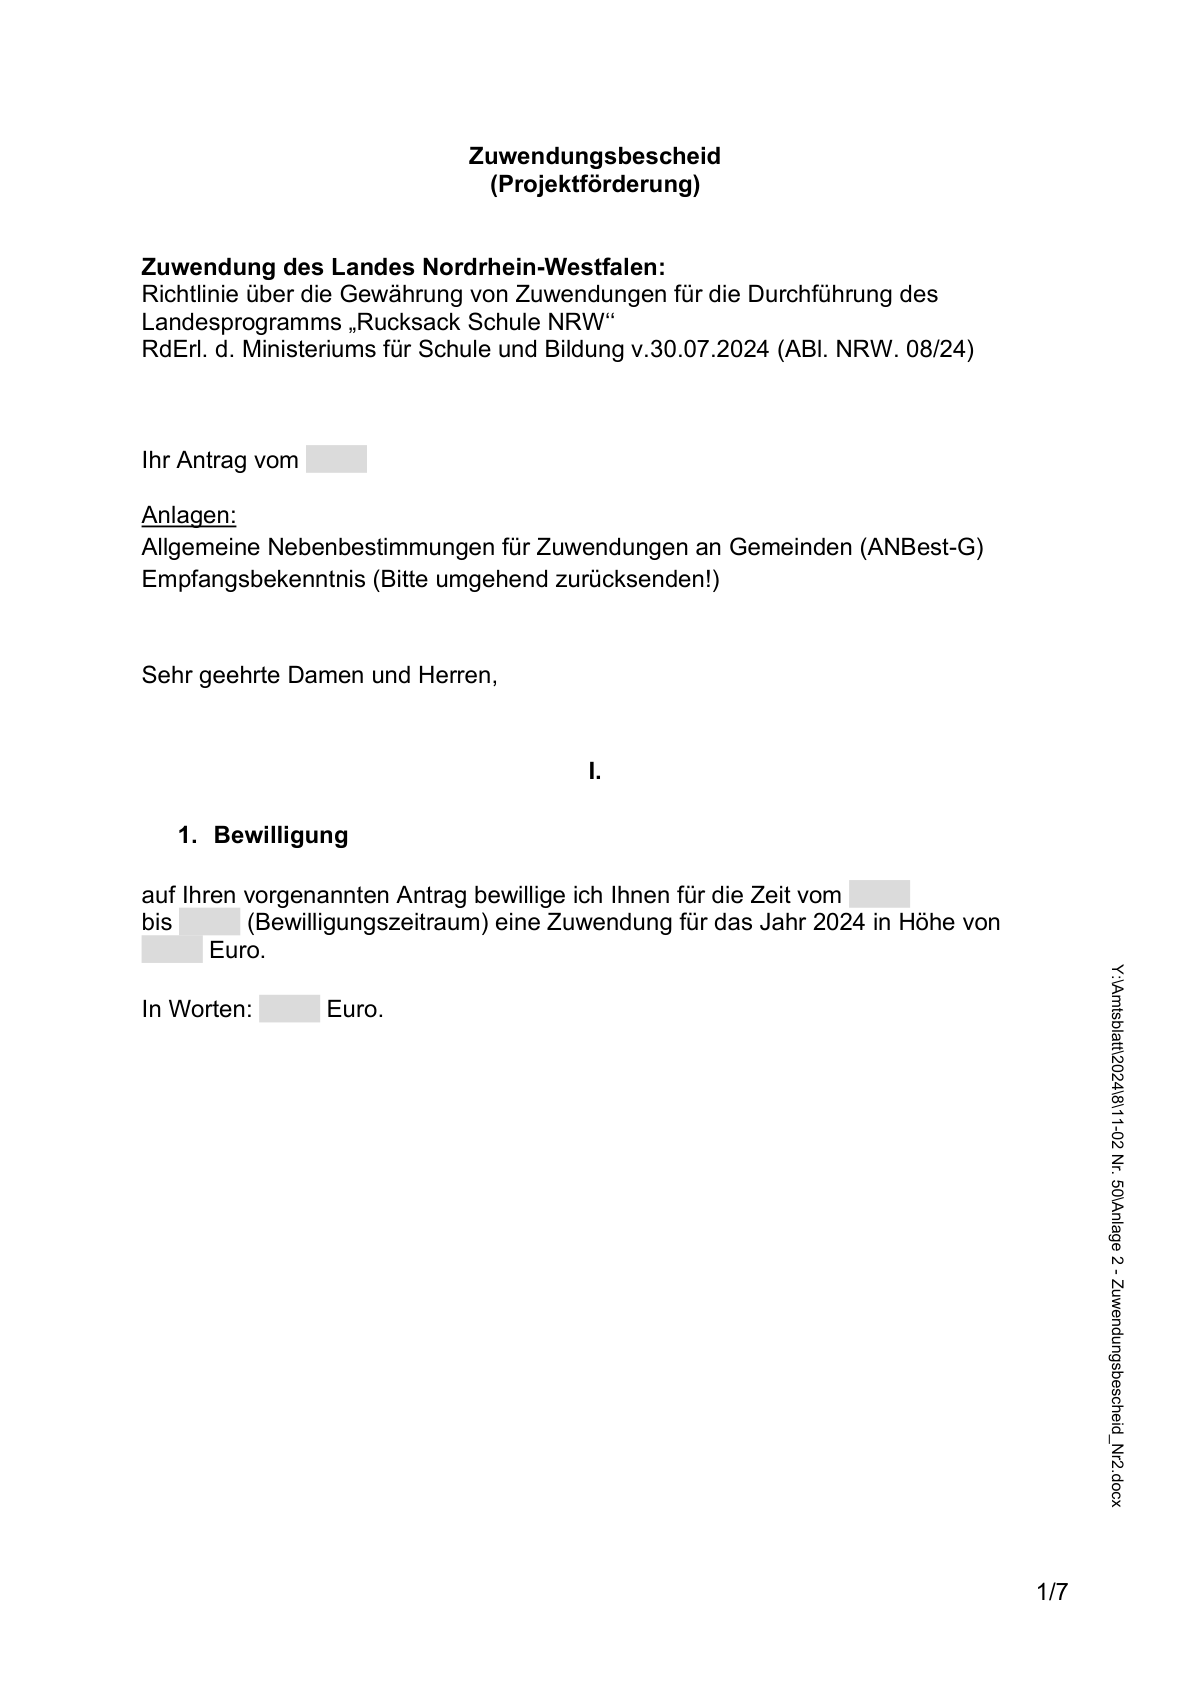 Zuwendungsbescheid
(Projektförderung)
Zuwendung des Landes Nordrhein-Westfalen:
Richtlinie über die Gewährung von Zuwendungen für die Durchführung des
Landesprogramms „Rucksack Schule NRW‘‘
RdErl. d. Ministeriums für Schule und Bildung v.30.07.2024 (ABl. NRW. 08/24)
Ihr Antrag vom
Anlagen:
Allgemeine Nebenbestimmungen für Zuwendungen an Gemeinden (ANBest-G)
Empfangsbekenntnis (Bitte umgehend zurücksenden!)
Sehr geehrte Damen und Herren,
I.
1. Bewilligung
auf Ihren vorgenannten Antrag bewillige ich Ihnen für die Zeit vom
bis (Bewilligungszeitraum) eine Zuwendung für das Jahr 2024 in Höhe von
Euro.
In Worten: Euro.
Y:\Amtsblatt\2024\8\11-02 Nr. 50\Anlage 2 - Zuwendungsbescheid_Nr2.docx
1/7